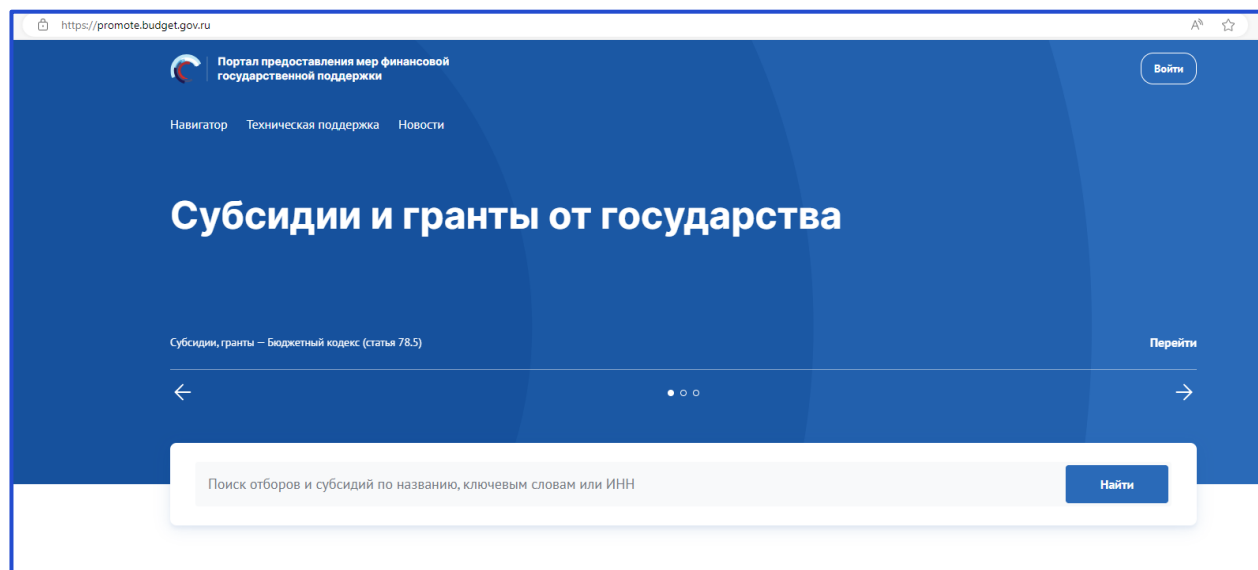 https://promote.budget.gov.ru
Портал предоставления мер финансовой
государственной поддержки
Войти
Навигатор Техническая поддержка Новости
Субсидии и гранты от государства
Субсидии, гранты — Бюджетный кодекс (статья 78.5)
Перейти
Поиск отборов и субсидий по названию, ключевым словам или ИНН
Найти